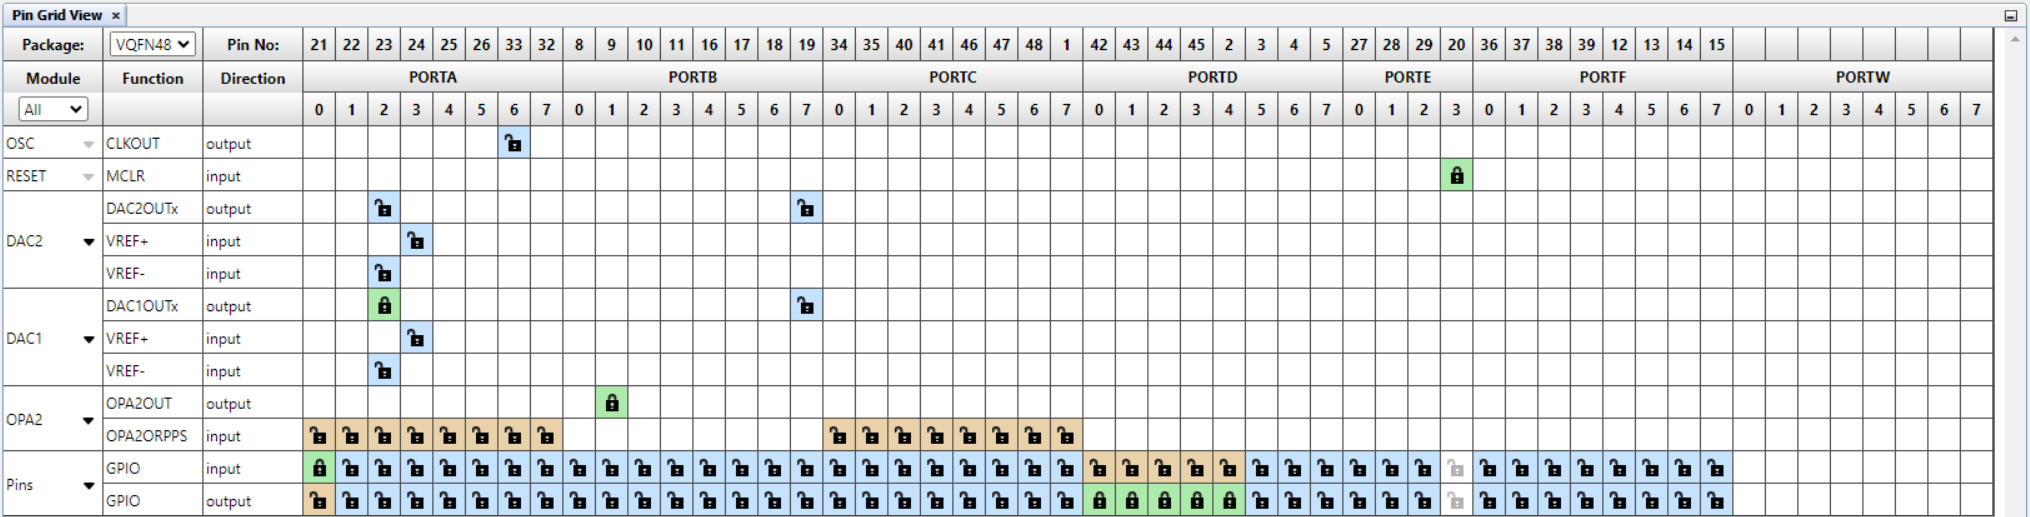 Pin Grid View ×
Package: VQFN48 Pin No: 21 22 23 24 25 26 33 32 8 9 10 11 16 17 18 19 34 35 40 41 46 47 48 1 42 43 44 45 2 3 4 5 27 28 29 20 36 37 38 39 12 13 14 15
Module Function Direction PORTA PORTB PORTC PORTD PORTE PORTF PORTW
All 0 1 2 3 4 5 6 7 0 1 2 3 4 5 6 7 0 1 2 3 4 5 6 7 0 1 2 3 4 5 6 7 0 1 2 3 0 1 2 3 4 5 6 7 0 1 2 3 4 5 6 7
OSC CLKOUT output
RESET MCLR input
DAC2OUTx output
DAC2 VREF+ input
VREF- input
DAC1OUTx output
DAC1 VREF+ input
VREF- input
OPA2 OPA2OUT output
OPA2ORPPS input
Pins GPIO input
GPIO output